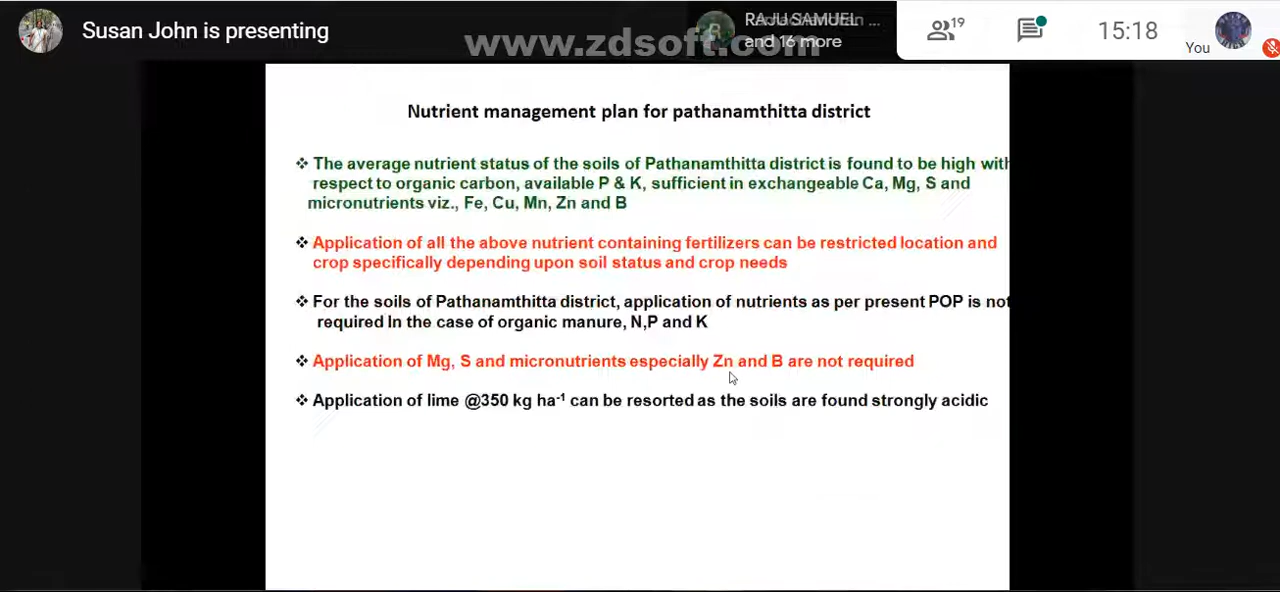 Susan John is presenting
R
RAJU SAMUEL
and 16 more
19
15:18
You
www.zdsoft.com
Nutrient management plan for pathanamthitta district
❖ The average nutrient status of the soils of Pathanamthitta district is found to be high with
respect to organic carbon, available P & K, sufficient in exchangeable Ca, Mg, S and
micronutrients viz., Fe, Cu, Mn, Zn and B
❖ Application of all the above nutrient containing fertilizers can be restricted location and
crop specifically depending upon soil status and crop needs
❖ For the soils of Pathanamthitta district, application of nutrients as per present POP is not
required In the case of organic manure, N,P and K
❖ Application of Mg, S and micronutrients especially Zn and B are not required
❖ Application of lime @350 kg ha⁻¹ can be resorted as the soils are found strongly acidic